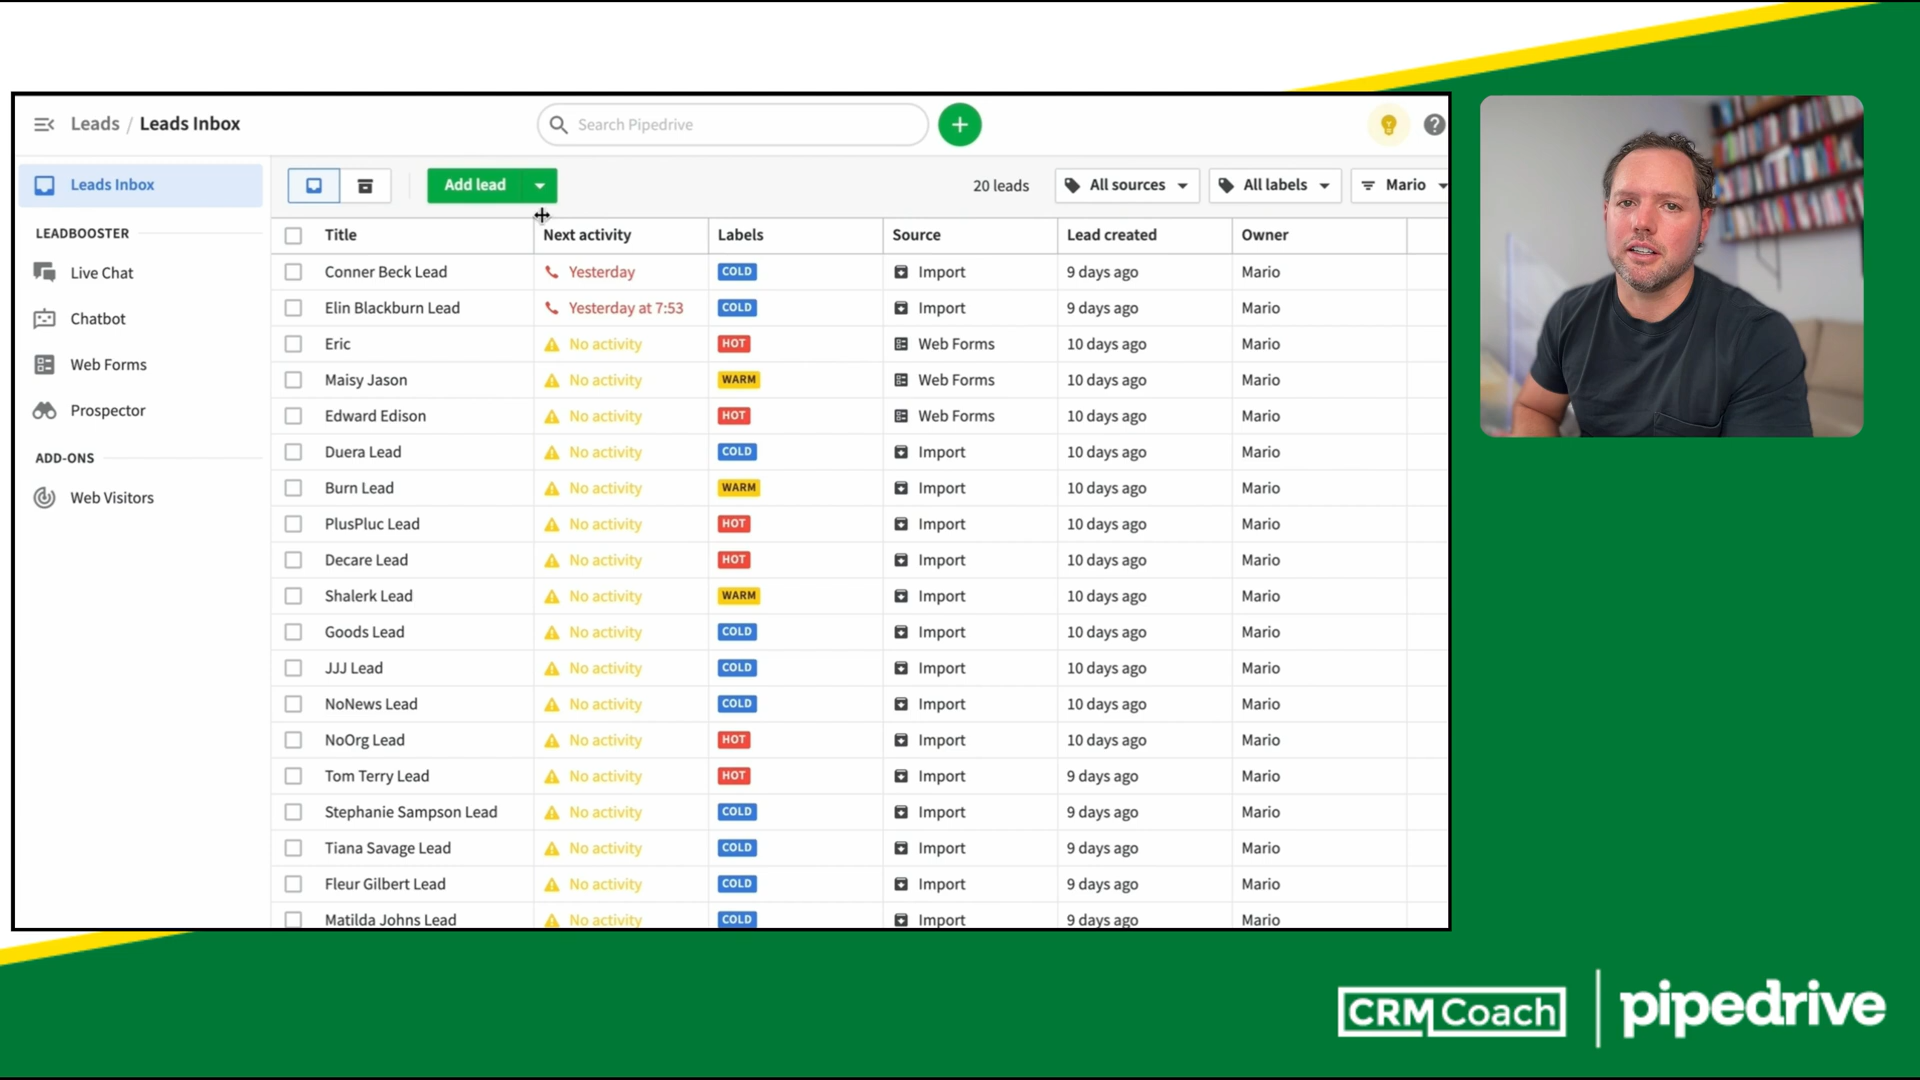 Leads / Leads Inbox
Search Pipedrive
Leads Inbox
LEADBOOSTER
Live Chat
Chatbot
Web Forms
Prospector
ADD-ONS
Web Visitors
Add lead
20 leads
All sources
All labels
Mario
Title Next activity Labels Source Lead created Owner
Conner Beck Lead Yesterday COLD Import 9 days ago Mario
Elin Blackburn Lead Yesterday at 7:53 COLD Import 9 days ago Mario
Eric No activity HOT Web Forms 10 days ago Mario
Maisy Jason No activity WARM Web Forms 10 days ago Mario
Edward Edison No activity HOT Web Forms 10 days ago Mario
Duera Lead No activity COLD Import 10 days ago Mario
Burn Lead No activity WARM Import 10 days ago Mario
PlusPluc Lead No activity HOT Import 10 days ago Mario
Decare Lead No activity HOT Import 10 days ago Mario
Shalerk Lead No activity WARM Import 10 days ago Mario
Goods Lead No activity COLD Import 10 days ago Mario
JJJ Lead No activity COLD Import 10 days ago Mario
NoNews Lead No activity COLD Import 10 days ago Mario
NoOrg Lead No activity HOT Import 10 days ago Mario
Tom Terry Lead No activity HOT Import 9 days ago Mario
Stephanie Sampson Lead No activity COLD Import 9 days ago Mario
Tiana Savage Lead No activity COLD Import 9 days ago Mario
Fleur Gilbert Lead No activity COLD Import 9 days ago Mario
Matilda Johns Lead No activity COLD Import 9 days ago Mario
CRM Coach
pipedrive